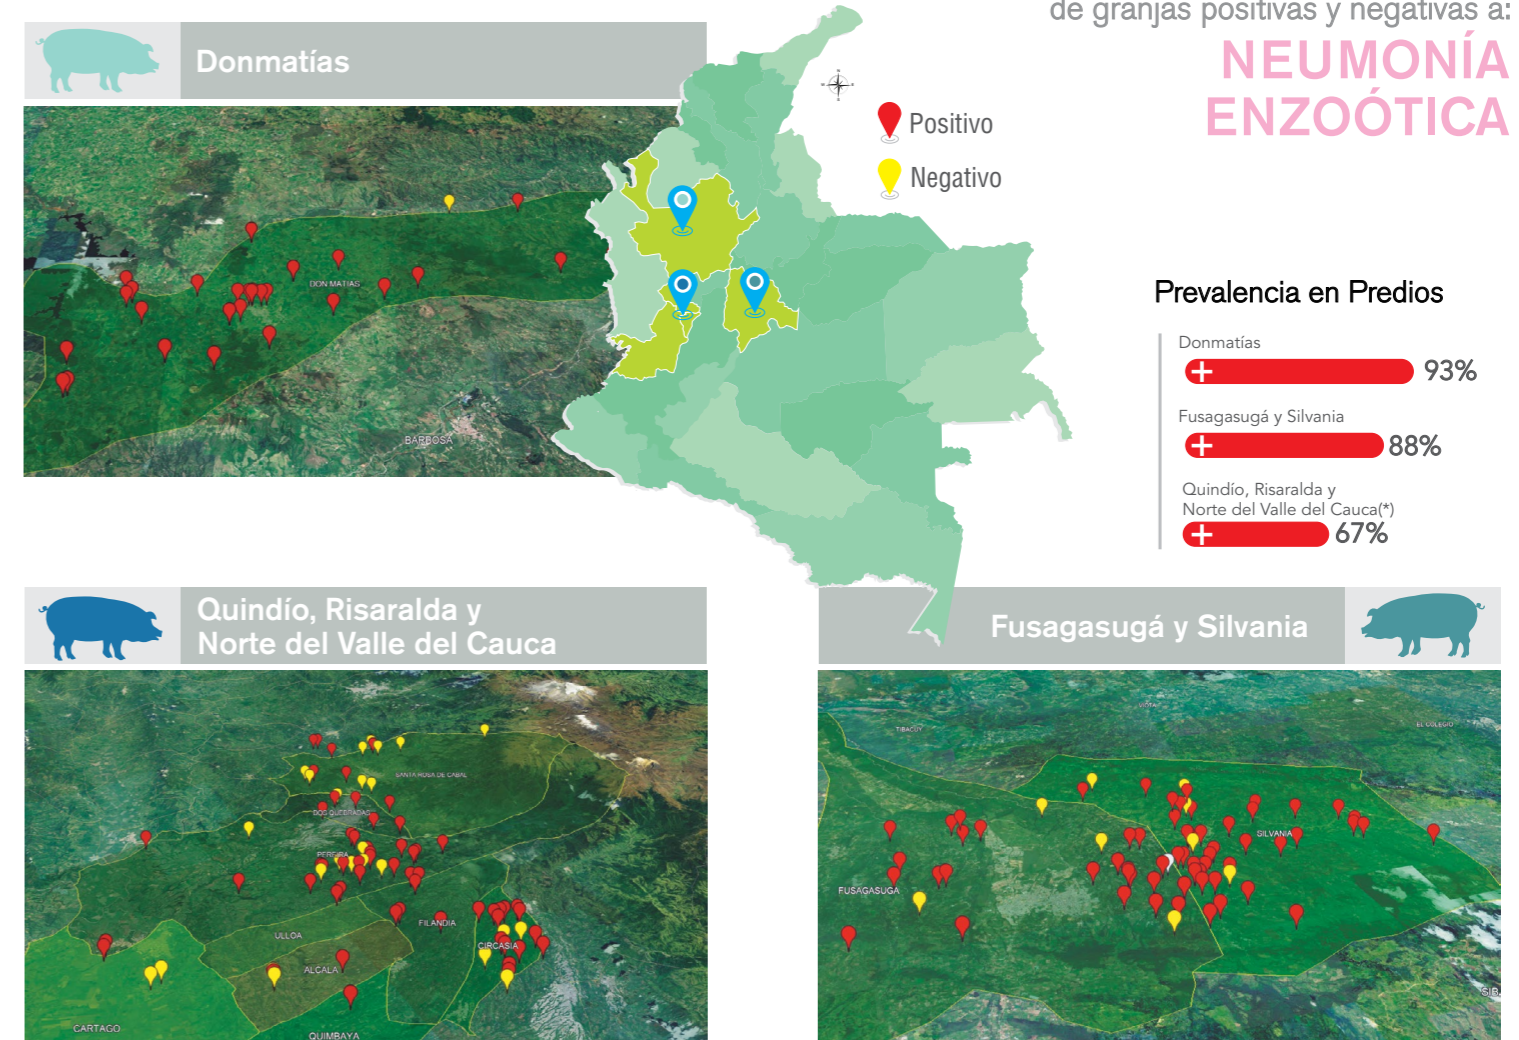 de granjas positivas y negativas a:
NEUMONÍA
ENZOÓTICA
Donmatías
Positivo
Negativo
DON MATIAS
BARBOSA
Prevalencia en Predios
Donmatías
93%
Fusagasugá y Silvania
88%
Quindío, Risaralda y
Norte del Valle del Cauca(*)
67%
Quindío, Risaralda y
Norte del Valle del Cauca
SANTA ROSA DE CABAL
DOS QUEBRADAS
PEREIRA
ULLOA
FILANDIA
CIRCASIA
ALCALA
CARTAGO
QUIMBAYA
Fusagasugá y Silvania
VIOTA
TIBACUY
EL COLEGIO
SILVANIA
FUSAGASUGA
SIB